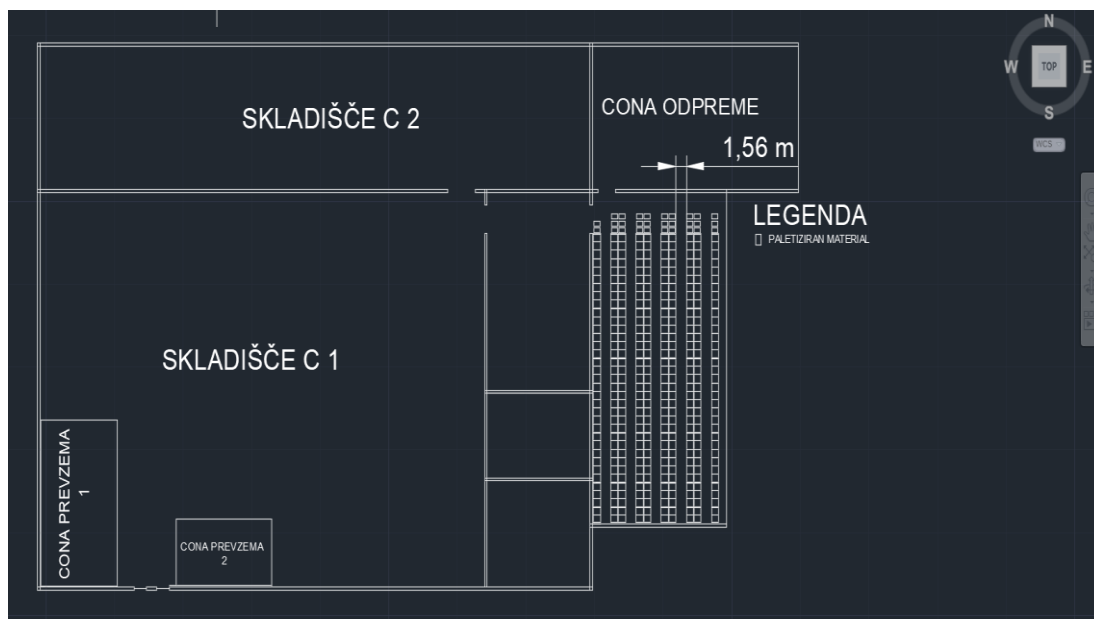 N
W
TOP
E
S
WCS
SKLADIŠČE C 2
CONA ODPREME
1,56 m
LEGENDA
PALETIZIRAN MATERIAL
SKLADIŠČE C 1
CONA PREVZEMA
1
CONA PREVZEMA
2